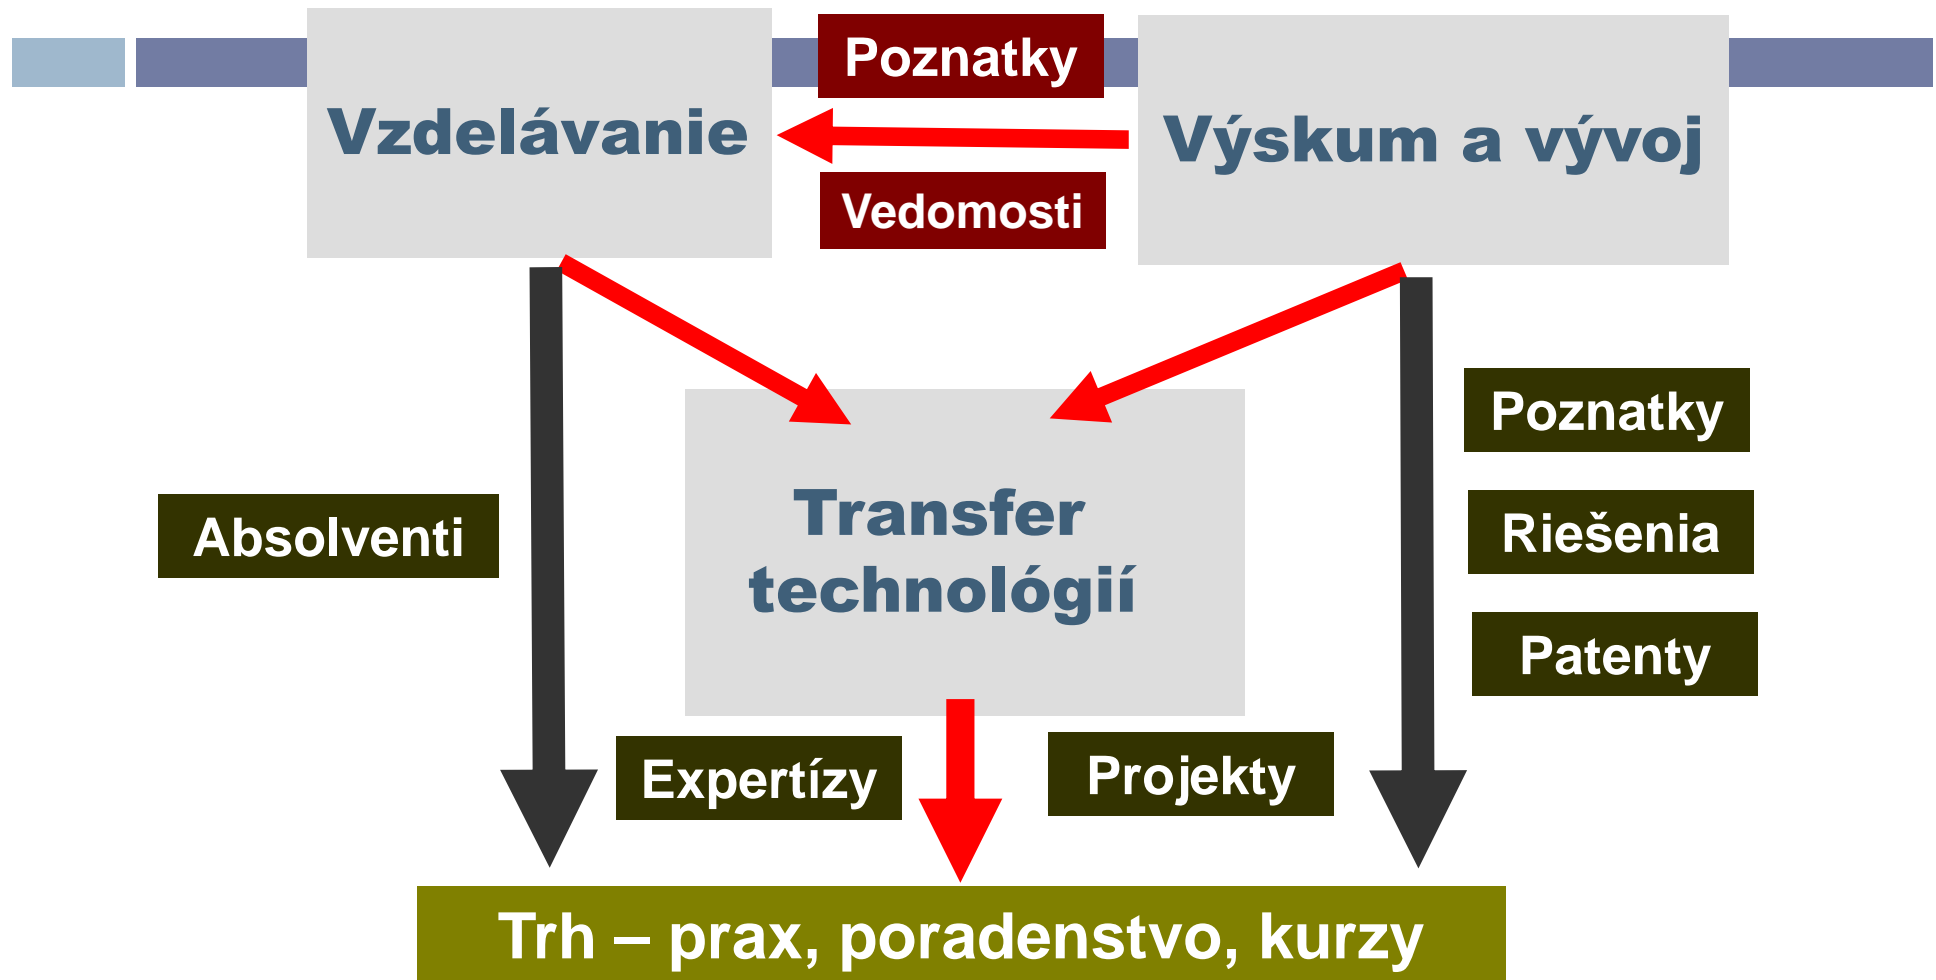 Poznatky
Vzdelávanie
Výskum a vývoj
Vedomosti
Poznatky
Absolventi
Transfer
technológií
Riešenia
Patenty
Expertízy
Projekty
Trh – prax, poradenstvo, kurzy